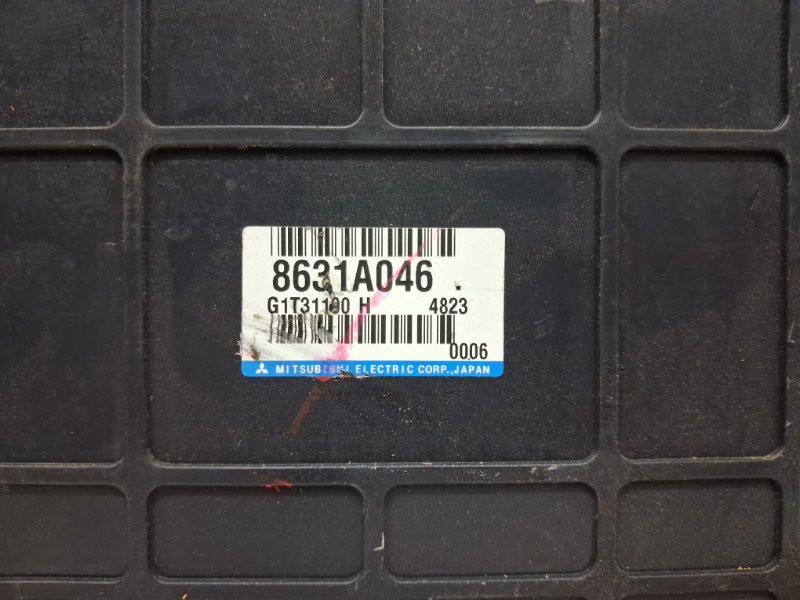 8631A046
G1T31190 H 4823
0006
MITSUBISHI ELECTRIC CORP., JAPAN